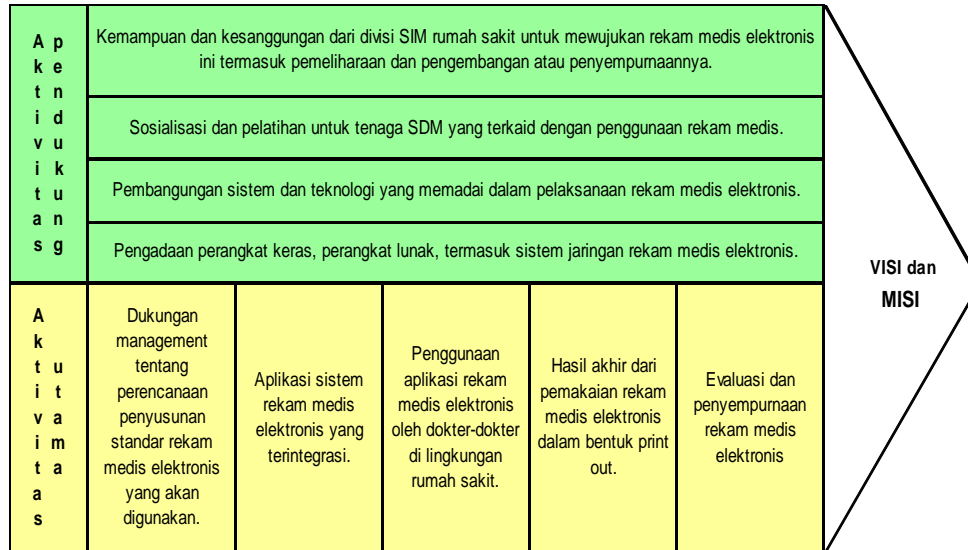 Aktivitas
pendukung
Kemampuan dan kesanggungan dari divisi SIM rumah sakit untuk mewujukan rekam medis elektronis
ini termasuk pemeliharaan dan pengembangan atau penyempurnaannya.
Sosialisasi dan pelatihan untuk tenaga SDM yang terkaid dengan penggunaan rekam medis.
Pembangungan sistem dan teknologi yang memadai dalam pelaksanaan rekam medis elektronis.
Pengadaan perangkat keras, perangkat lunak, termasuk sistem jaringan rekam medis elektronis.
VISI dan
MISI
Aktivitas
utama
Dukungan
management
tentang
perencanaan
penyusunan
standar rekam
medis elektronis
yang akan
digunakan.
Aplikasi sistem
rekam medis
elektronis yang
terintegrasi.
Penggunaan
aplikasi rekam
medis elektronis
oleh dokter-dokter
di lingkungan
rumah sakit.
Hasil akhir dari
pemakaian rekam
medis elektronis
dalam bentuk print
out.
Evaluasi dan
penyempurnaan
rekam medis
elektronis